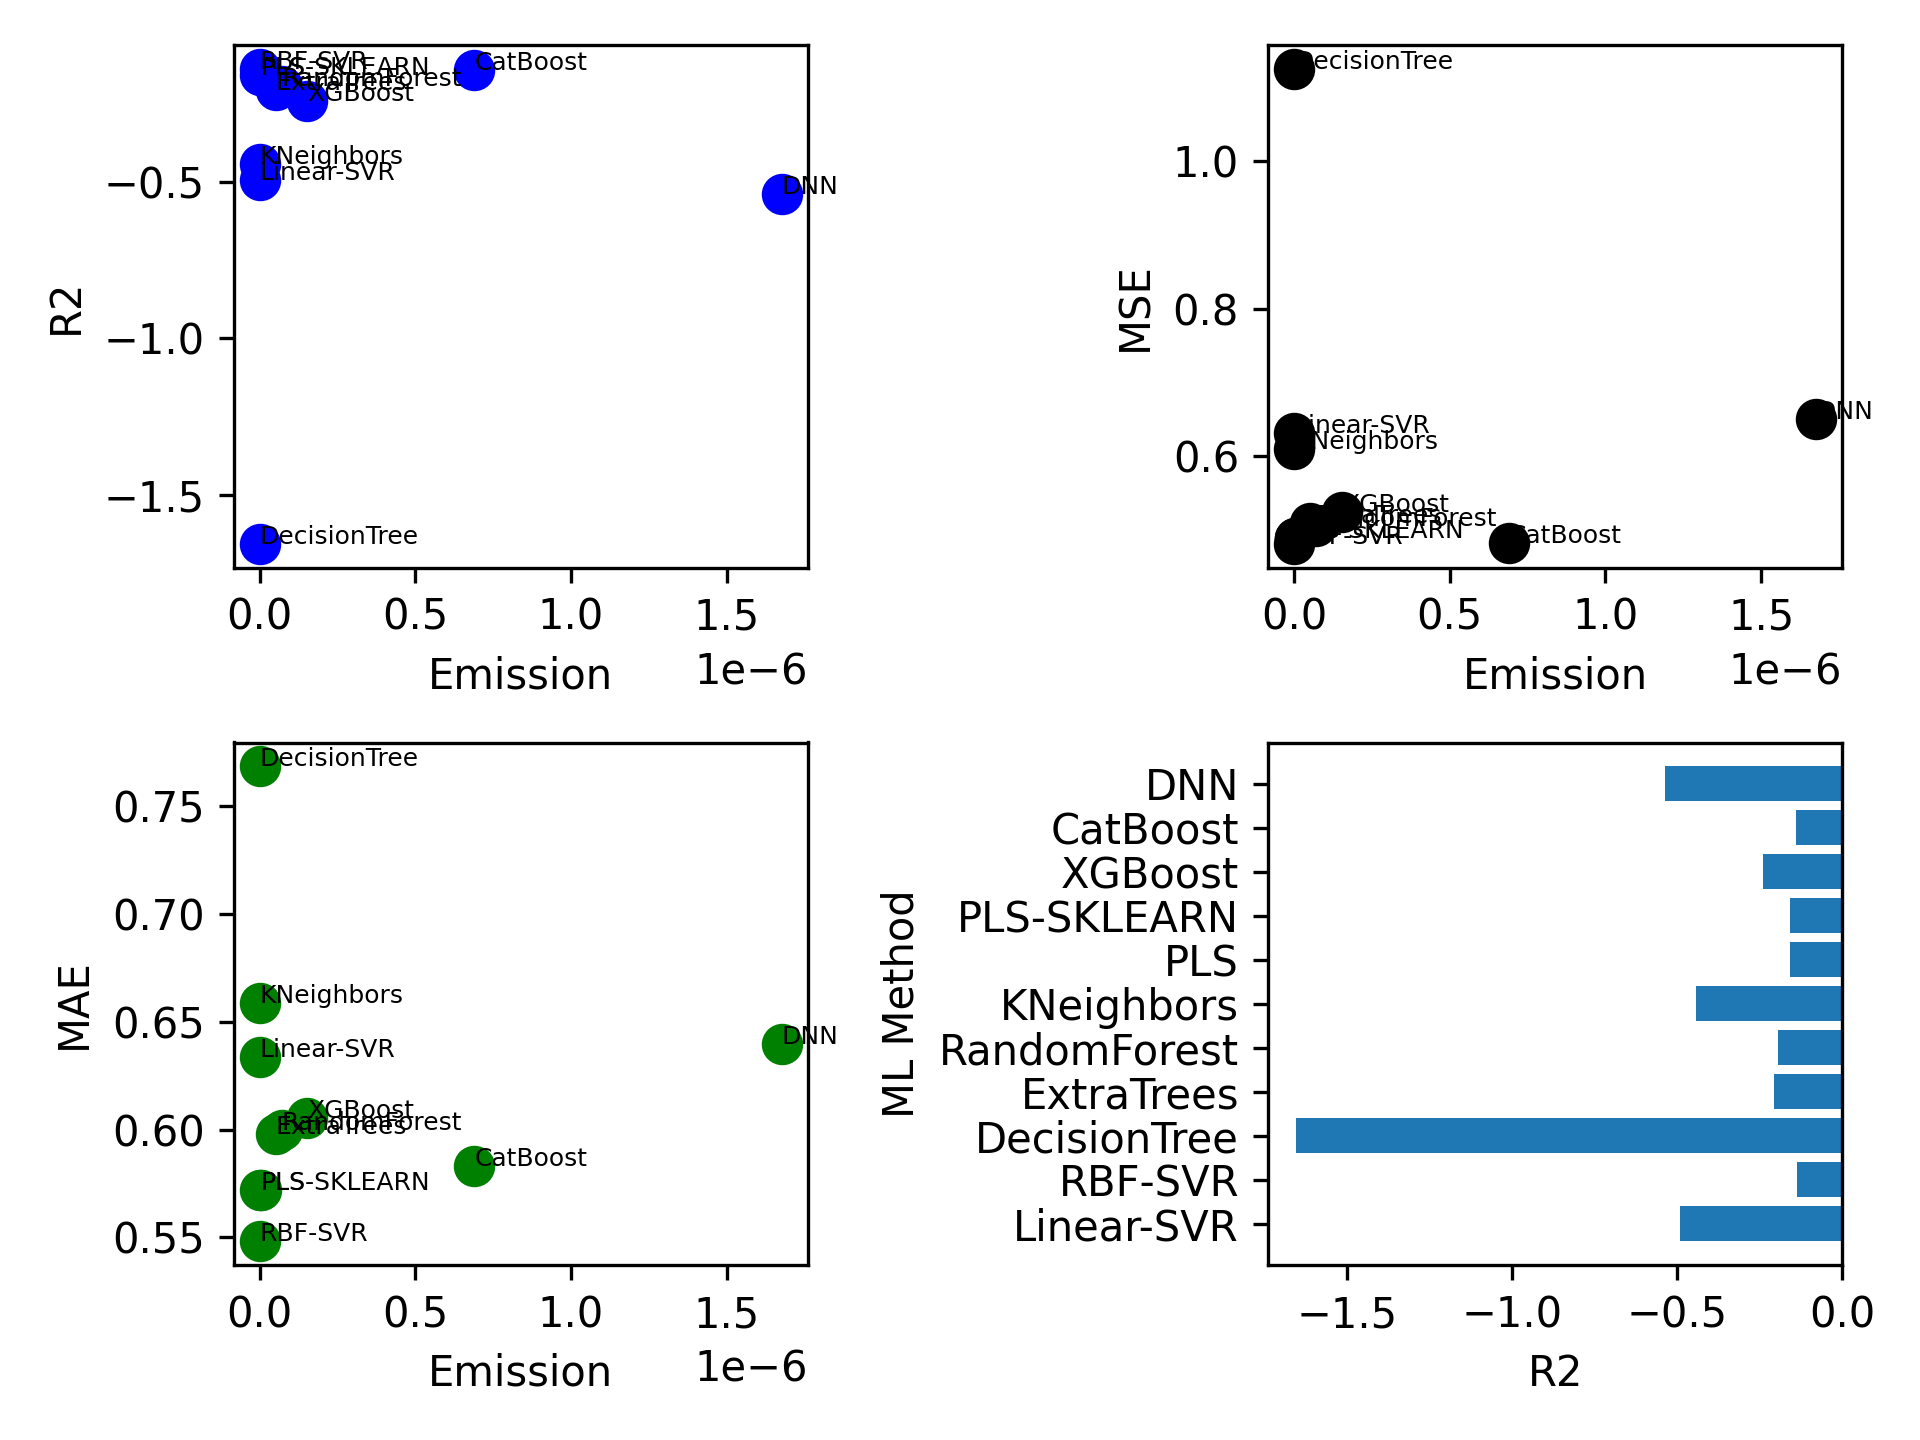 RBF-SVR
PLS-SKLEARN
RandomForest
ExtraTrees
XGBoost
CatBoost
KNeighbors
Linear-SVR
DNN
DecisionTree
−0.5
−1.0
−1.5
R2
0.0 0.5 1.0 1.5
1e−6
Emission
DecisionTree
Linear-SVR
KNeighbors
DNN
XGBoost
RandomForest
CatBoost
1.0
0.8
0.6
MSE
0.0 0.5 1.0 1.5
1e−6
Emission
DecisionTree
KNeighbors
Linear-SVR
DNN
XGBoost
RandomForest
ExtraTrees
CatBoost
PLS-SKLEARN
RBF-SVR
0.75
0.70
0.65
0.60
0.55
MAE
0.0 0.5 1.0 1.5
1e−6
Emission
DNN
CatBoost
XGBoost
PLS-SKLEARN
PLS
KNeighbors
RandomForest
ExtraTrees
DecisionTree
RBF-SVR
Linear-SVR
ML Method
−1.5 −1.0 −0.5 0.0
R2